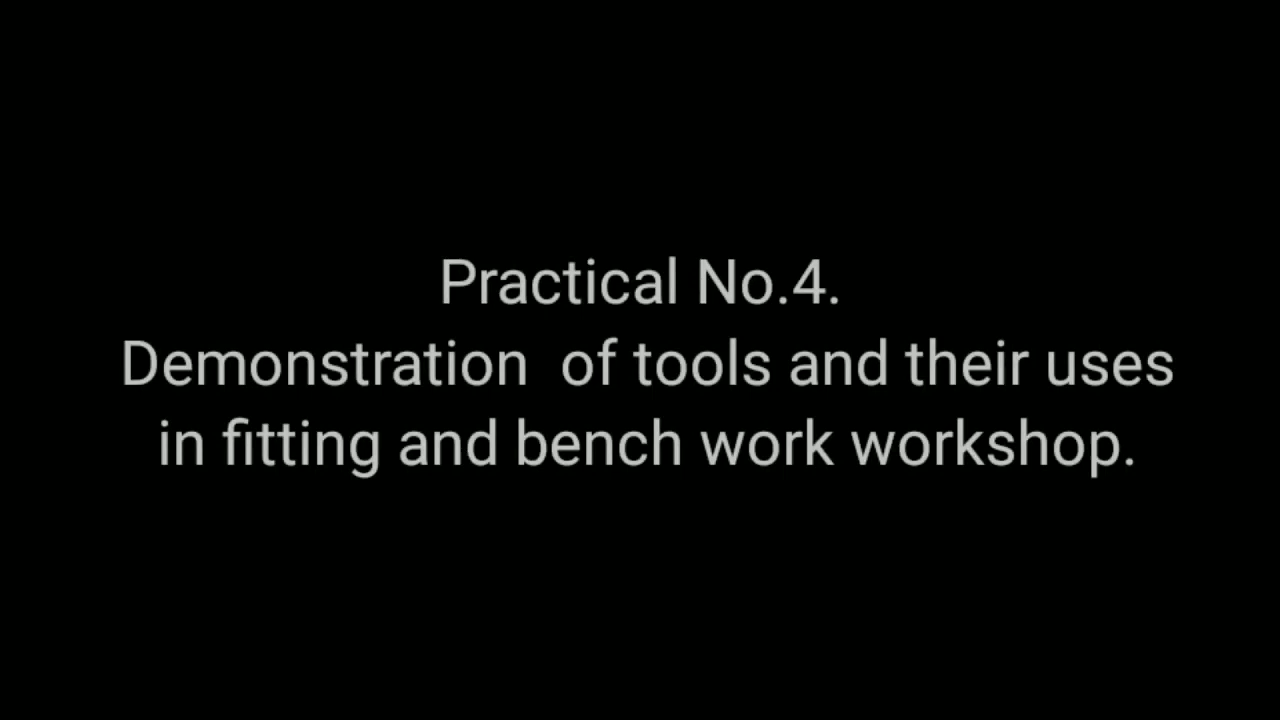 Practical No.4.
Demonstration  of tools and their uses
in fitting and bench work workshop.